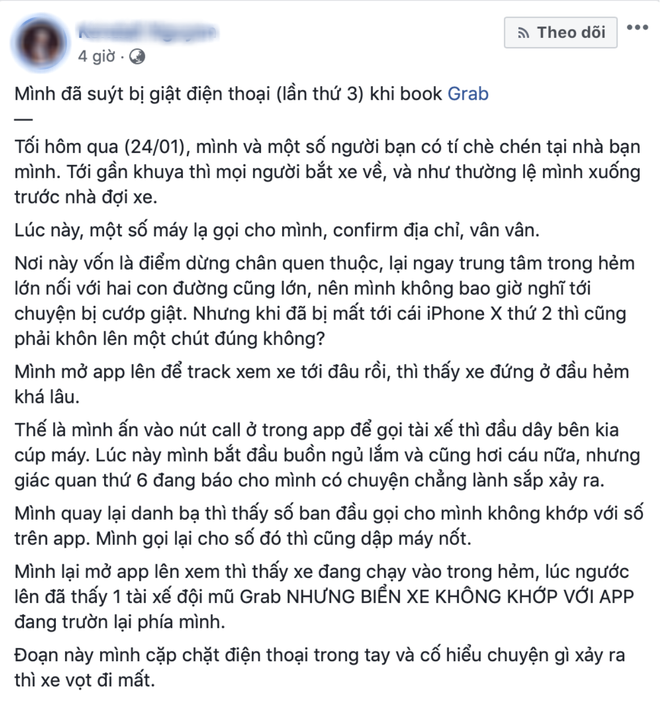 4 giờ ·
Theo dõi
Mình đã suýt bị giật điện thoại (lần thứ 3) khi book Grab
—
Tối hôm qua (24/01), mình và một số người bạn có tí chè chén tại nhà bạn
mình. Tới gần khuya thì mọi người bắt xe về, và như thường lệ mình xuống
trước nhà đợi xe.
Lúc này, một số máy lạ gọi cho mình, confirm địa chỉ, vân vân.
Nơi này vốn là điểm dừng chân quen thuộc, lại ngay trung tâm trong hẻm
lớn nối với hai con đường cũng lớn, nên mình không bao giờ nghĩ tới
chuyện bị cướp giật. Nhưng khi đã bị mất tới cái iPhone X thứ 2 thì cũng
phải khôn lên một chút đúng không?
Mình mở app lên để track xem xe tới đâu rồi, thì thấy xe đứng ở đầu hẻm
khá lâu.
Thế là mình ấn vào nút call ở trong app để gọi tài xế thì đầu dây bên kia
cúp máy. Lúc này mình bắt đầu buồn ngủ lắm và cũng hơi cáu nữa, nhưng
giác quan thứ 6 đang báo cho mình có chuyện chẳng lành sắp xảy ra.
Mình quay lại danh bạ thì thấy số ban đầu gọi cho mình không khớp với số
trên app. Mình gọi lại cho số đó thì cũng dập máy nốt.
Mình lại mở app lên xem thì thấy xe đang chạy vào trong hẻm, lúc ngước
lên đã thấy 1 tài xế đội mũ Grab NHƯNG BIỂN XE KHÔNG KHỚP VỚI APP
đang trườn lại phía mình.
Đoạn này mình cặp chặt điện thoại trong tay và cố hiểu chuyện gì xảy ra
thì xe vọt đi mất.